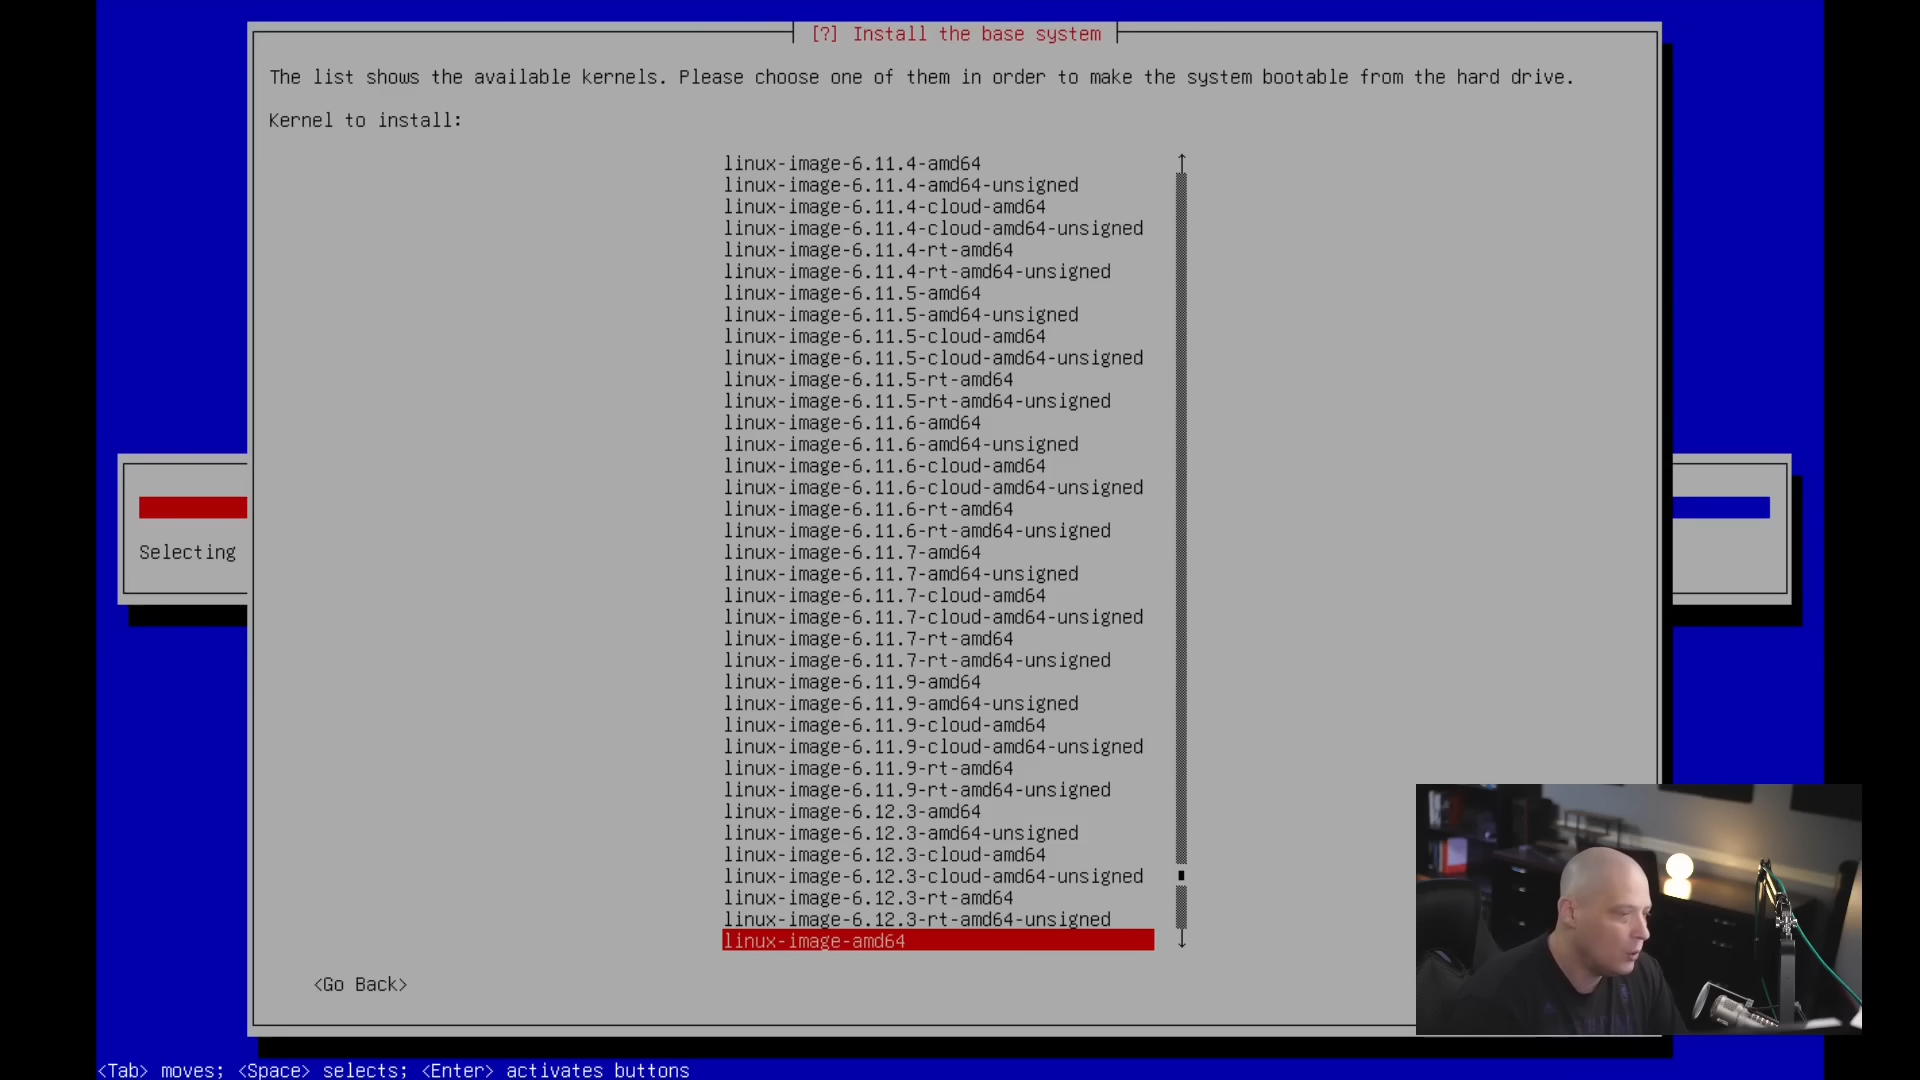 [?] Install the base system
The list shows the available kernels. Please choose one of them in order to make the system bootable from the hard drive.
Kernel to install:
linux-image-6.11.4-amd64
linux-image-6.11.4-amd64-unsigned
linux-image-6.11.4-cloud-amd64
linux-image-6.11.4-cloud-amd64-unsigned
linux-image-6.11.4-rt-amd64
linux-image-6.11.4-rt-amd64-unsigned
linux-image-6.11.5-amd64
linux-image-6.11.5-amd64-unsigned
linux-image-6.11.5-cloud-amd64
linux-image-6.11.5-cloud-amd64-unsigned
linux-image-6.11.5-rt-amd64
linux-image-6.11.5-rt-amd64-unsigned
linux-image-6.11.6-amd64
linux-image-6.11.6-amd64-unsigned
linux-image-6.11.6-cloud-amd64
linux-image-6.11.6-cloud-amd64-unsigned
linux-image-6.11.6-rt-amd64
linux-image-6.11.6-rt-amd64-unsigned
Selecting
linux-image-6.11.7-amd64
linux-image-6.11.7-amd64-unsigned
linux-image-6.11.7-cloud-amd64
linux-image-6.11.7-cloud-amd64-unsigned
linux-image-6.11.7-rt-amd64
linux-image-6.11.7-rt-amd64-unsigned
linux-image-6.11.9-amd64
linux-image-6.11.9-amd64-unsigned
linux-image-6.11.9-cloud-amd64
linux-image-6.11.9-cloud-amd64-unsigned
linux-image-6.11.9-rt-amd64
linux-image-6.11.9-rt-amd64-unsigned
linux-image-6.12.3-amd64
linux-image-6.12.3-amd64-unsigned
linux-image-6.12.3-cloud-amd64
linux-image-6.12.3-cloud-amd64-unsigned
linux-image-6.12.3-rt-amd64
linux-image-6.12.3-rt-amd64-unsigned
linux-image-amd64
<Go Back>
<Tab> moves; <Space> selects; <Enter> activates buttons